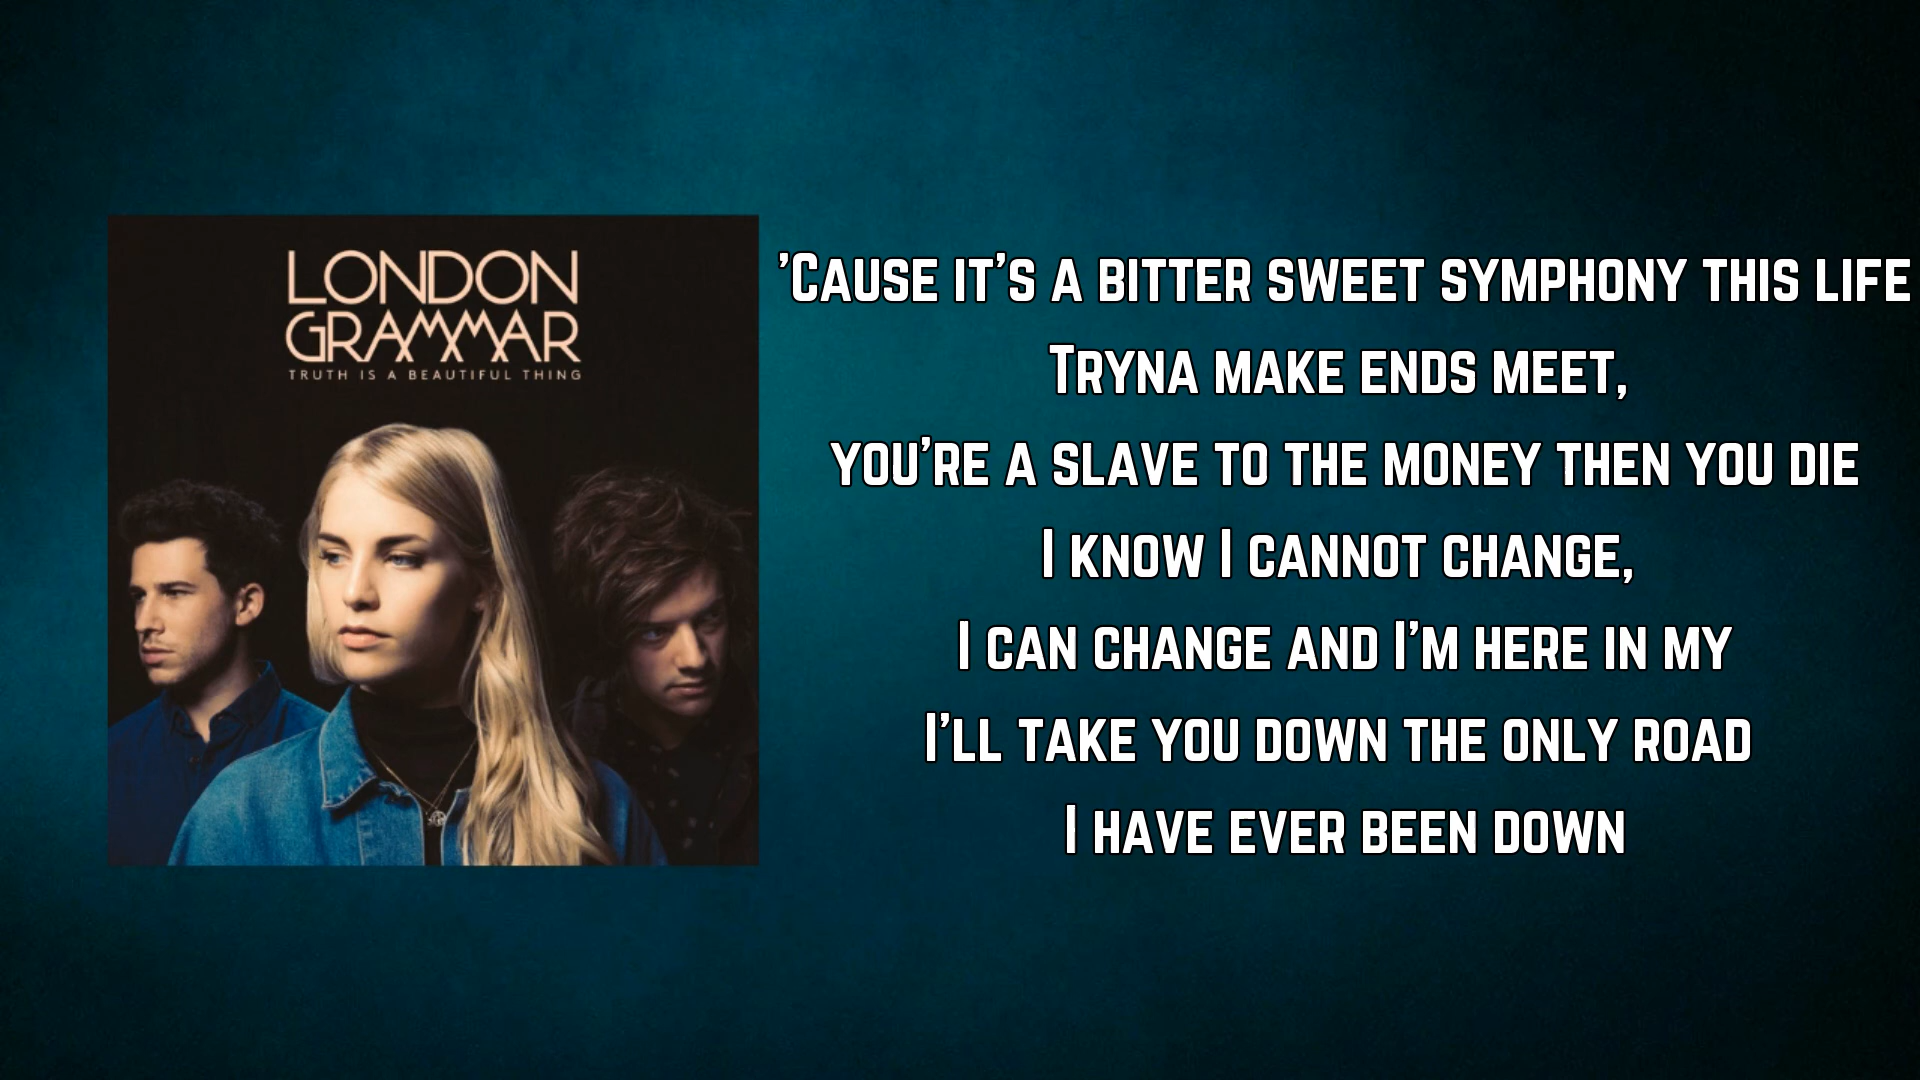 LONDON
GRAMMAR
TRUTH IS A BEAUTIFUL THING
'Cause it's a bitter sweet symphony this life
Tryna make ends meet,
you're a slave to the money then you die
I know I cannot change,
I can change and I'm here in my
I'll take you down the only road
I have ever been down